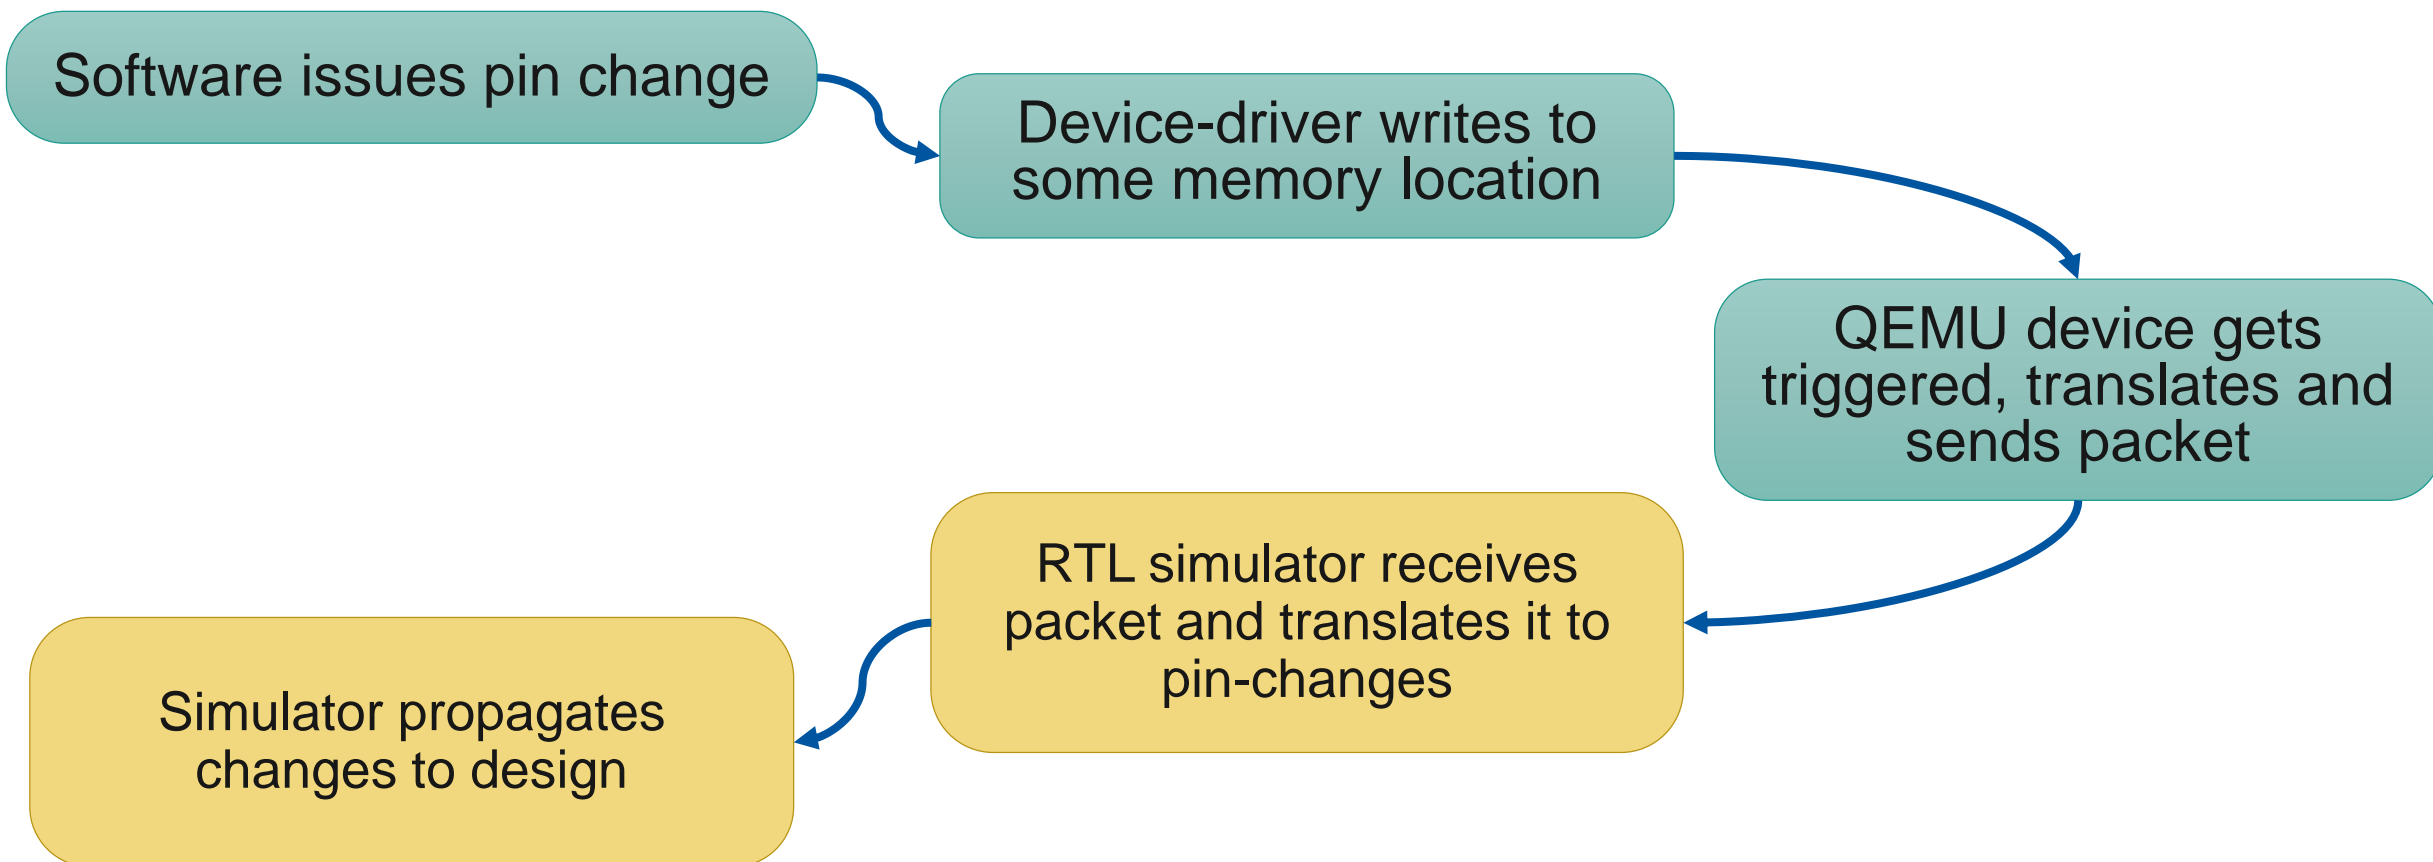 Software issues pin change
Device-driver writes to
some memory location
QEMU device gets
triggered, translates and
sends packet
RTL simulator receives
packet and translates it to
pin-changes
Simulator propagates
changes to design